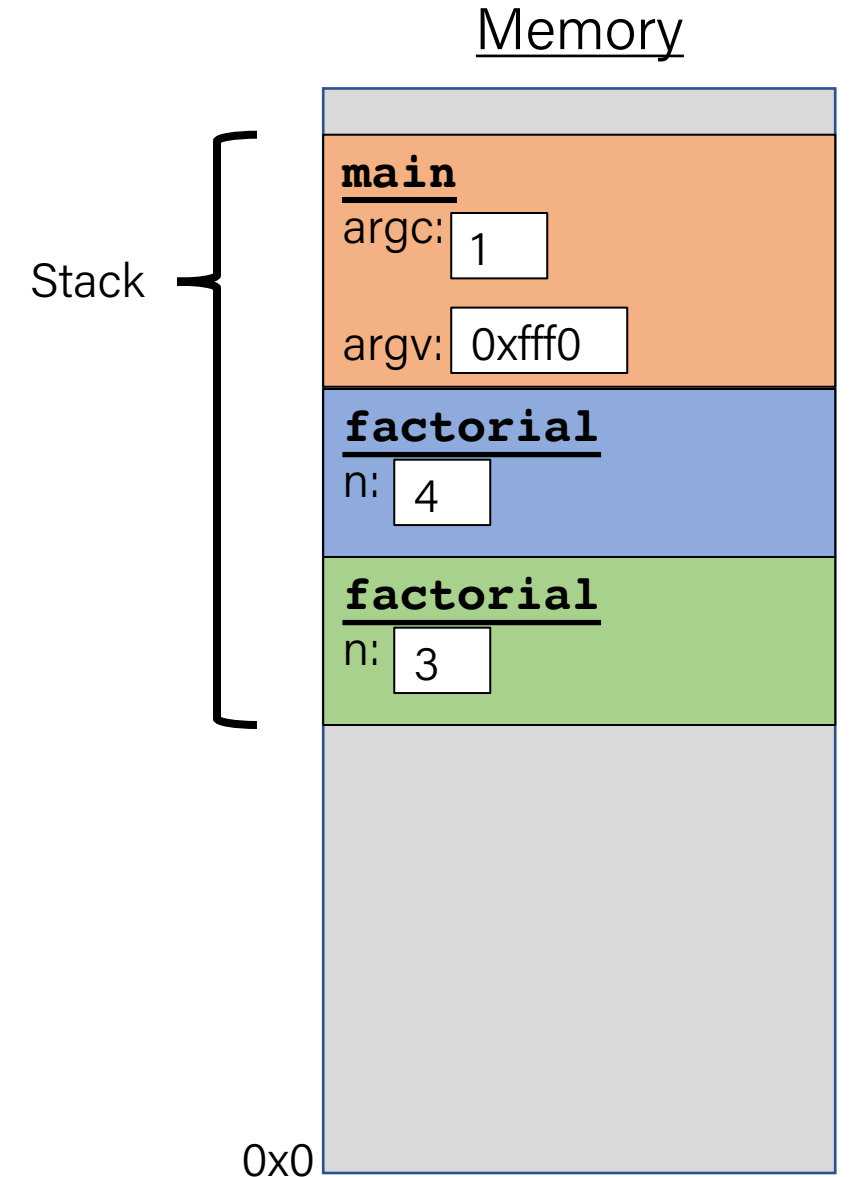 Memory
main
argc: 1
Stack
argv: 0xfff0
factorial
n: 4
factorial
n: 3
0x0